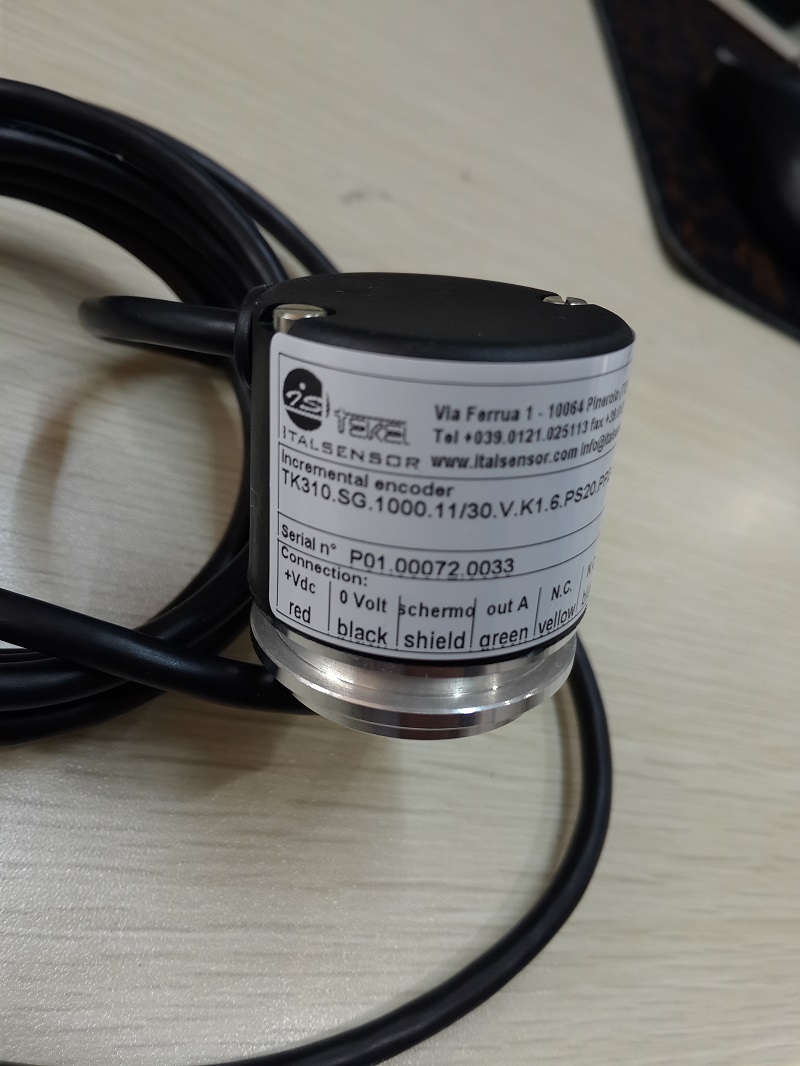 is TEKEL
ITALSENSOR
Via Ferrua 1 - 10064 Pinerolo
Tel +039.0121.025113 fax
www.italsensor.com
Incremental encoder
TK310.SG.1000.11/30.V.K1.6.PS20.
Serial n° P01.00072.0033
Connection:
+Vdc 0 Volt schermo out A N.C.
red black shield green yellow